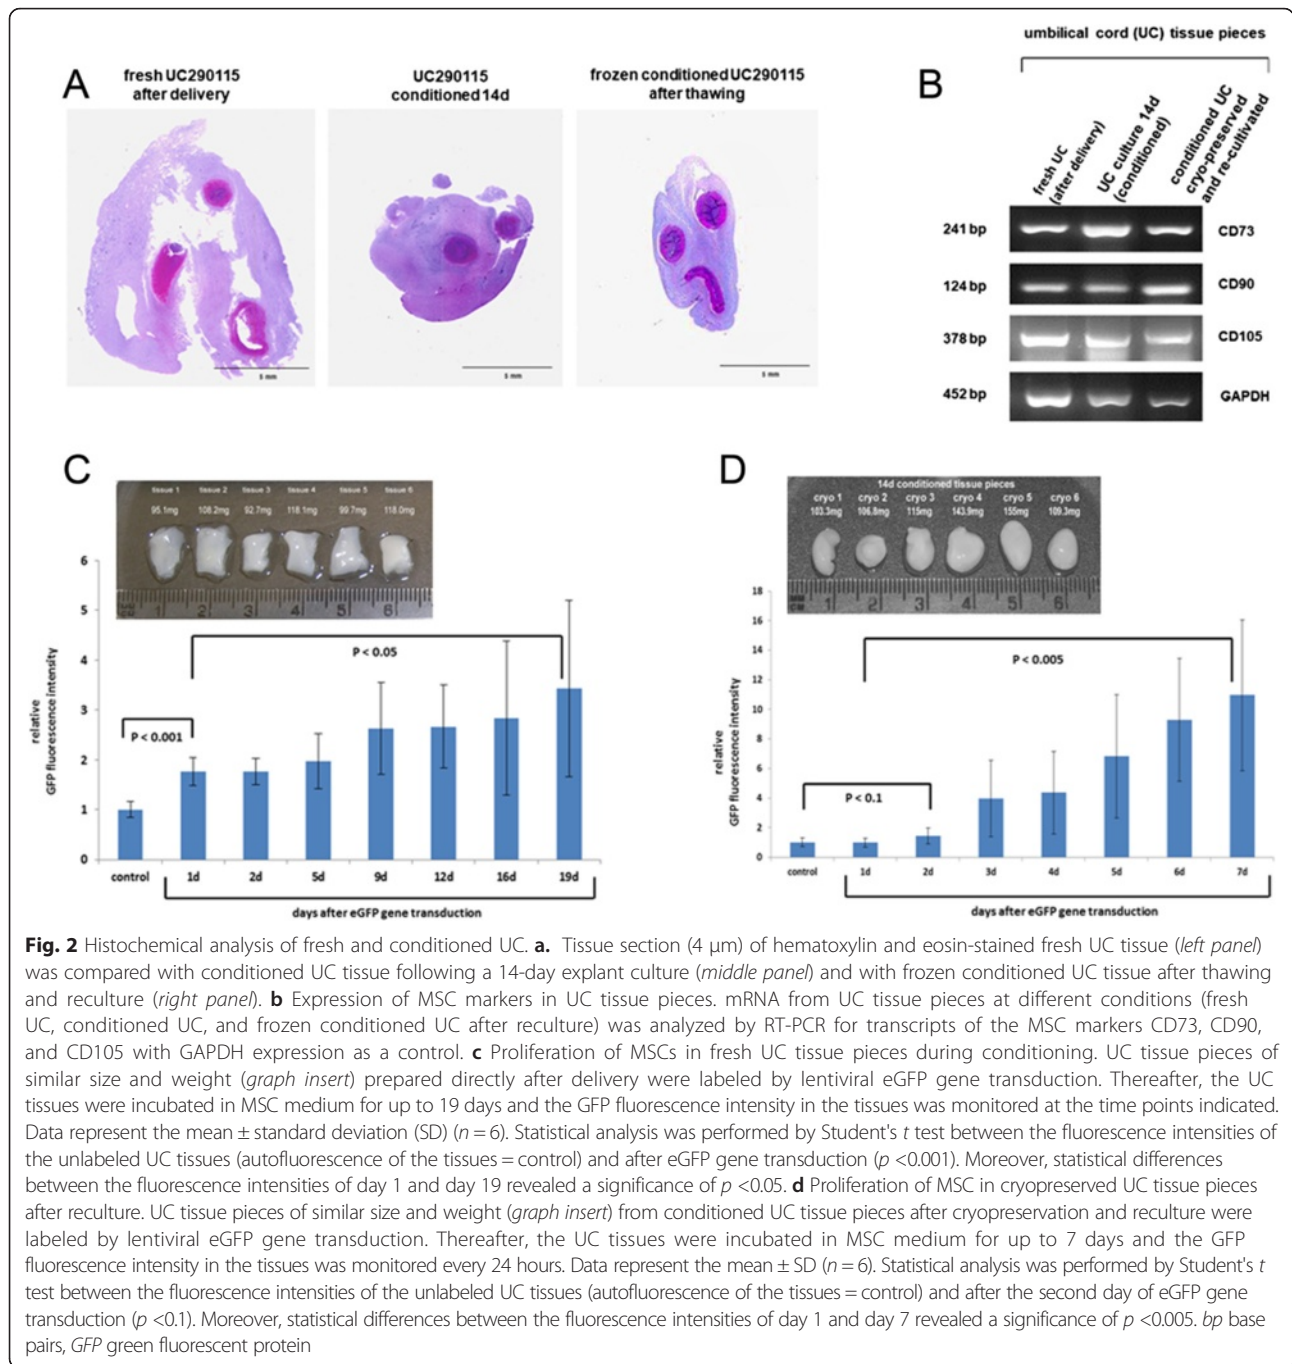 A
fresh UC290115
after delivery
UC290115
conditioned 14d
frozen conditioned UC290115
after thawing
5 mm
5 mm
5 mm
B
umbilical cord (UC) tissue pieces
fresh UC
(after delivery)
UC culture 14d
(conditioned)
conditioned UC
cryo-preserved
and re-cultivated
241 bp
CD73
124 bp
CD90
378 bp
CD105
452 bp
GAPDH
C
tissue 1 tissue 2 tissue 3 tissue 4 tissue 5 tissue 6
95.1mg 108.2mg 92.7mg 118.1mg 99.7mg 118.0mg
1 2 3 4 5 6
relative
GFP fluorescence intensity
6
5
4
3
2
1
0
P < 0.001
P < 0.05
control 1d 2d 5d 9d 12d 16d 19d
days after eGFP gene transduction
D
14d conditioned tissue pieces
cryo 1 cryo 2 cryo 3 cryo 4 cryo 5 cryo 6
103.3mg 106.8mg 115mg 143.9mg 155mg 109.3mg
1 2 3 4 5 6
relative
GFP fluorescence intensity
18
16
14
12
10
8
6
4
2
0
P < 0.1
P < 0.005
control 1d 2d 3d 4d 5d 6d 7d
days after eGFP gene transduction
Fig. 2 Histochemical analysis of fresh and conditioned UC. a. Tissue section (4 µm) of hematoxylin and eosin-stained fresh UC tissue (left panel)
was compared with conditioned UC tissue following a 14-day explant culture (middle panel) and with frozen conditioned UC tissue after thawing
and reculture (right panel). b Expression of MSC markers in UC tissue pieces. mRNA from UC tissue pieces at different conditions (fresh
UC, conditioned UC, and frozen conditioned UC after reculture) was analyzed by RT-PCR for transcripts of the MSC markers CD73, CD90,
and CD105 with GAPDH expression as a control. c Proliferation of MSCs in fresh UC tissue pieces during conditioning. UC tissue pieces of
similar size and weight (graph insert) prepared directly after delivery were labeled by lentiviral eGFP gene transduction. Thereafter, the UC
tissues were incubated in MSC medium for up to 19 days and the GFP fluorescence intensity in the tissues was monitored at the time points indicated.
Data represent the mean ± standard deviation (SD) (n = 6). Statistical analysis was performed by Student's t test between the fluorescence intensities of
the unlabeled UC tissues (autofluorescence of the tissues = control) and after eGFP gene transduction (p <0.001). Moreover, statistical differences
between the fluorescence intensities of day 1 and day 19 revealed a significance of p <0.05. d Proliferation of MSC in cryopreserved UC tissue pieces
after reculture. UC tissue pieces of similar size and weight (graph insert) from conditioned UC tissue pieces after cryopreservation and reculture were
labeled by lentiviral eGFP gene transduction. Thereafter, the UC tissues were incubated in MSC medium for up to 7 days and the GFP
fluorescence intensity in the tissues was monitored every 24 hours. Data represent the mean ± SD (n = 6). Statistical analysis was performed by Student's t
test between the fluorescence intensities of the unlabeled UC tissues (autofluorescence of the tissues = control) and after the second day of eGFP gene
transduction (p <0.1). Moreover, statistical differences between the fluorescence intensities of day 1 and day 7 revealed a significance of p <0.005. bp base
pairs, GFP green fluorescent protein